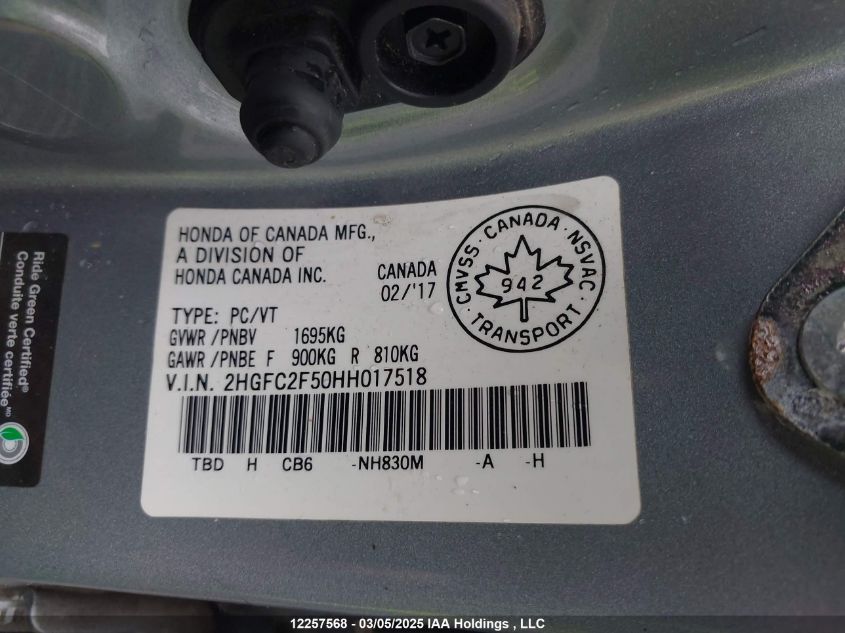 HONDA OF CANADA MFG.,
A DIVISION OF
HONDA CANADA INC.
CANADA
02/'17
CMVSS · CANADA · NSVAC
942
· TRANSPORT ·
TYPE: PC/VT
GVWR/PNBV 1695KG
GAWR/PNBE F 900KG R 810KG
V.I.N. 2HGFC2F50HH017518
TBD H CB6 -NH830M -A -H
Ride Green Certified®
Conduite verte certifiée MD
12257568 - 03/05/2025 IAA Holdings , LLC